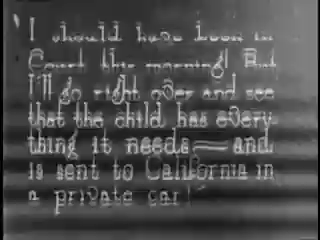 "I should have been in
Court this morning! But
I'll go right over and see
that the child has every-
thing it needs — and
is sent to California in
a private car!"